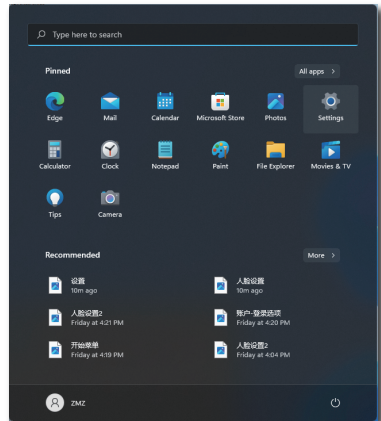 Type here to search
Pinned
All apps >
Edge
Mail
Calendar
Microsoft Store
Photos
Settings
Calculator
Clock
Notepad
Paint
File Explorer
Movies & TV
Tips
Camera
Recommended
More >
设置
10m ago
人脸设置
10m ago
人脸设置2
Friday at 4:21 PM
账户-登录选项
Friday at 4:20 PM
开始菜单
Friday at 4:19 PM
人脸设置2
Friday at 4:04 PM
ZMZ